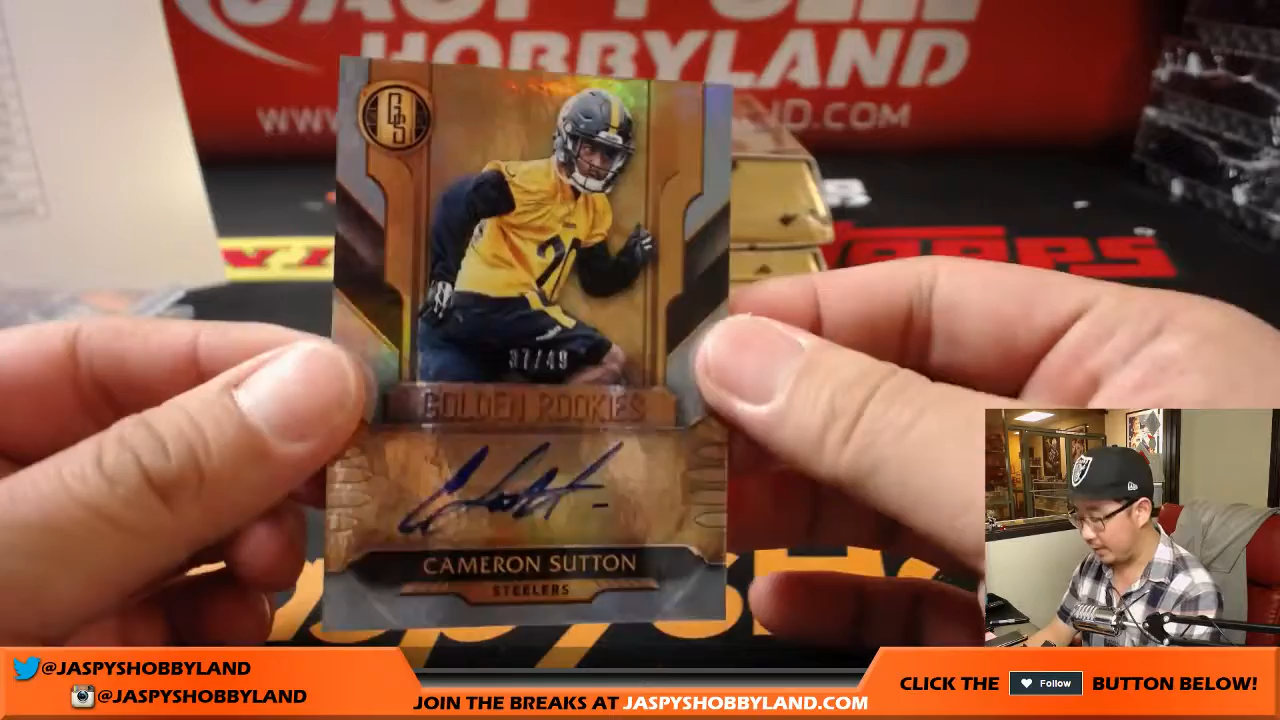 HOBBYLAND
GS
20
37/49
GOLDEN ROOKIES
CAMERON SUTTON
STEELERS
@JASPYSHOBBYLAND
@JASPYSHOBBYLAND
JOIN THE BREAKS AT JASPYSHOBBYLAND.COM
CLICK THE Follow BUTTON BELOW!